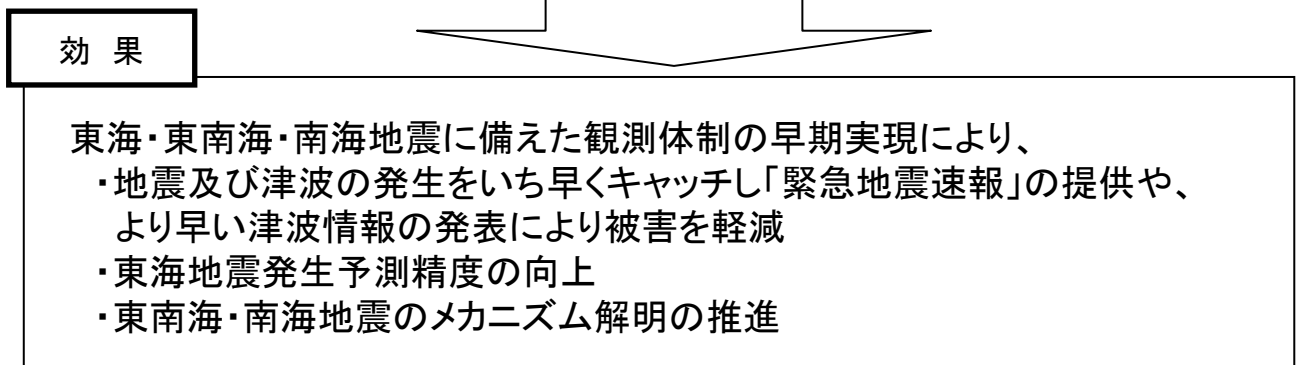 効 果
東海・東南海・南海地震に備えた観測体制の早期実現により、
・地震及び津波の発生をいち早くキャッチし「緊急地震速報」の提供や、
より早い津波情報の発表により被害を軽減
・東海地震発生予測精度の向上
・東南海・南海地震のメカニズム解明の推進